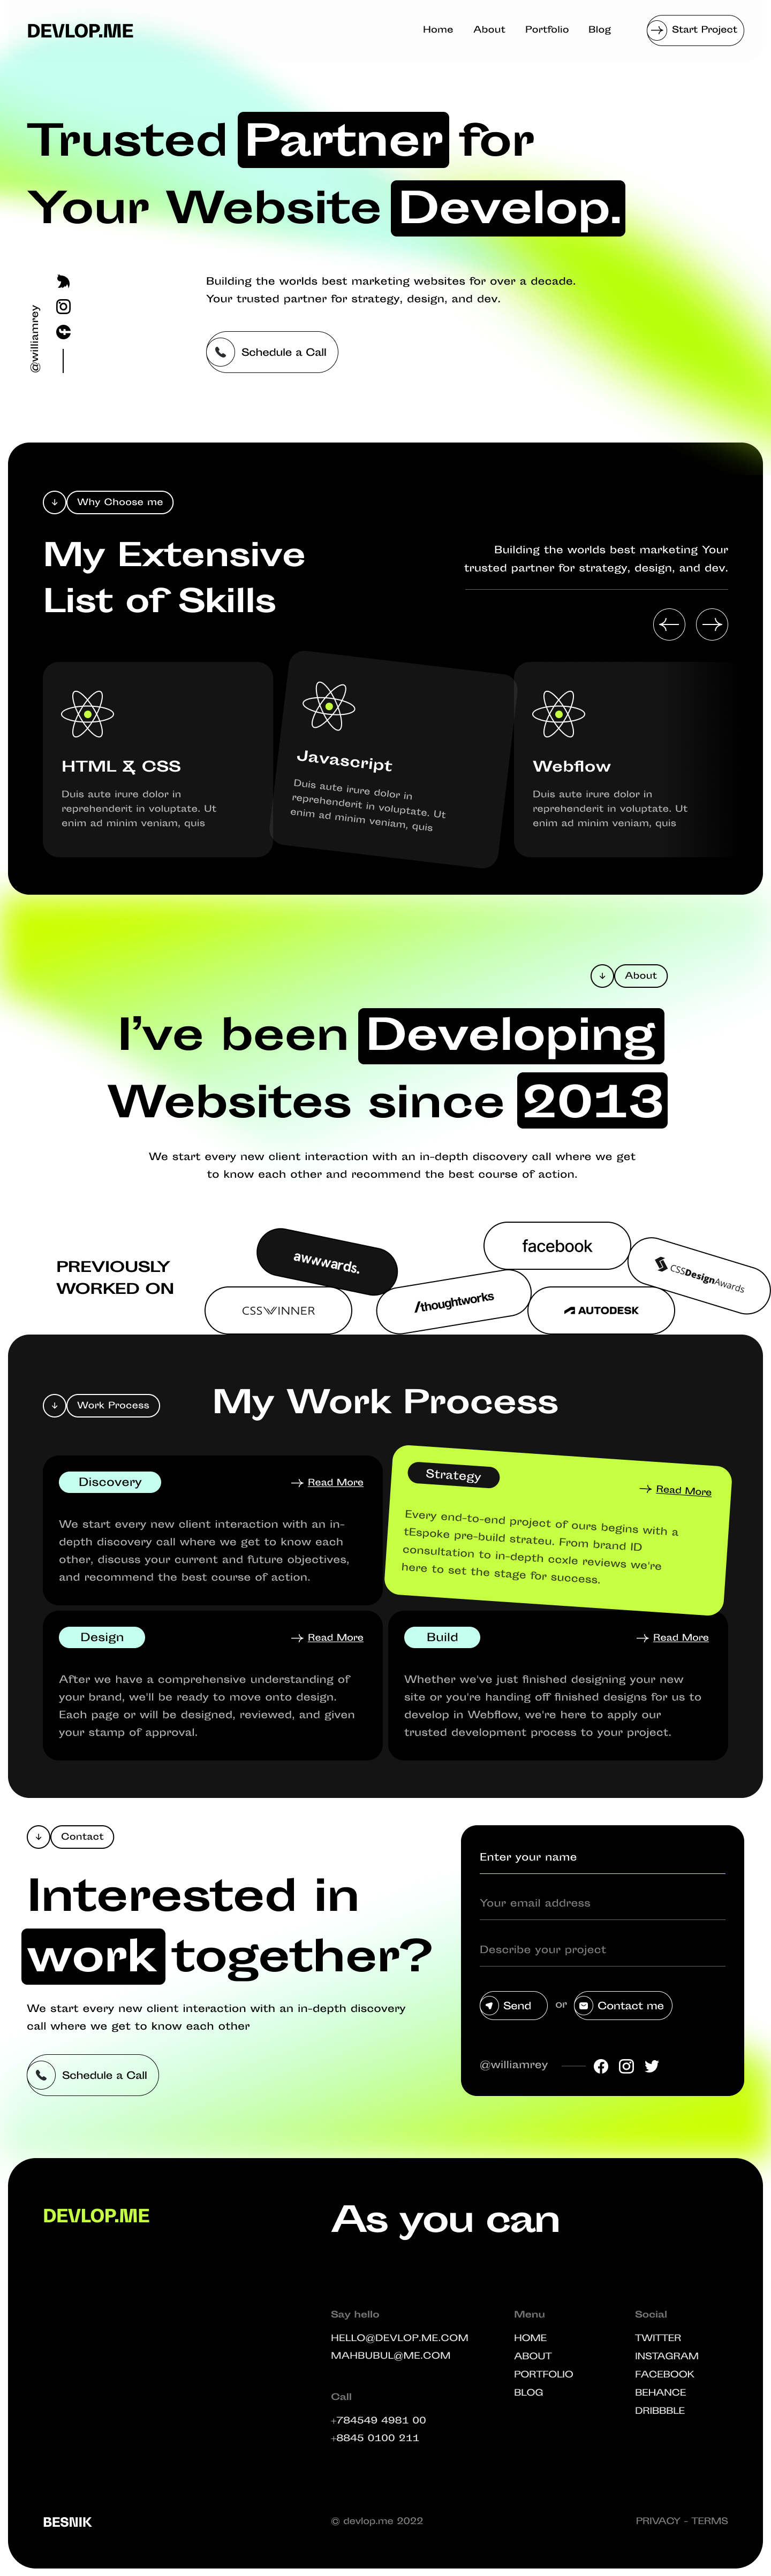 DEVLOP.ME
Home About Portfolio Blog Start Project
Trusted Partner for
Your Website Develop.
@williamrey
Building the worlds best marketing websites for over a decade.
Your trusted partner for strategy, design, and dev.
Schedule a Call
Why Choose me
My Extensive
List of Skills
Building the worlds best marketing Your
trusted partner for strategy, design, and dev.
HTML & CSS
Duis aute irure dolor in
reprehenderit in voluptate. Ut
enim ad minim veniam, quis
Javascript
Duis aute irure dolor in
reprehenderit in voluptate. Ut
enim ad minim veniam, quis
Webflow
Duis aute irure dolor in
reprehenderit in voluptate. Ut
enim ad minim veniam, quis
About
I’ve been Developing
Websites since 2013
We start every new client interaction with an in-depth discovery call where we get
to know each other and recommend the best course of action.
PREVIOUSLY
WORKED ON
awwwards.
facebook
CSSDesignAwards
CSSWINNER
/thoughtworks
AUTODESK
Work Process
My Work Process
Discovery
Read More
We start every new client interaction with an in-
depth discovery call where we get to know each
other, discuss your current and future objectives,
and recommend the best course of action.
Strategy
Read More
Every end-to-end project of ours begins with a
tEspoke pre-build strateu. From brand ID
consultation to in-depth ccxle reviews we're
here to set the stage for success.
Design
Read More
After we have a comprehensive understanding of
your brand, we'll be ready to move onto design.
Each page or will be designed, reviewed, and given
your stamp of approval.
Build
Read More
Whether we've just finished designing your new
site or you're handing off finished designs for us to
develop in Webflow, we're here to apply our
trusted development process to your project.
Contact
Interested in
work together?
We start every new client interaction with an in-depth discovery
call where we get to know each other
Schedule a Call
Enter your name
Your email address
Describe your project
Send or Contact me
@williamrey
DEVLOP.ME
As you can
Say hello
HELLO@DEVLOP.ME.COM
MAHBUBUL@ME.COM
Call
+784549 4981 00
+8845 0100 211
Menu
HOME
ABOUT
PORTFOLIO
BLOG
Social
TWITTER
INSTAGRAM
FACEBOOK
BEHANCE
DRIBBBLE
BESNIK
© devlop.me 2022
PRIVACY - TERMS